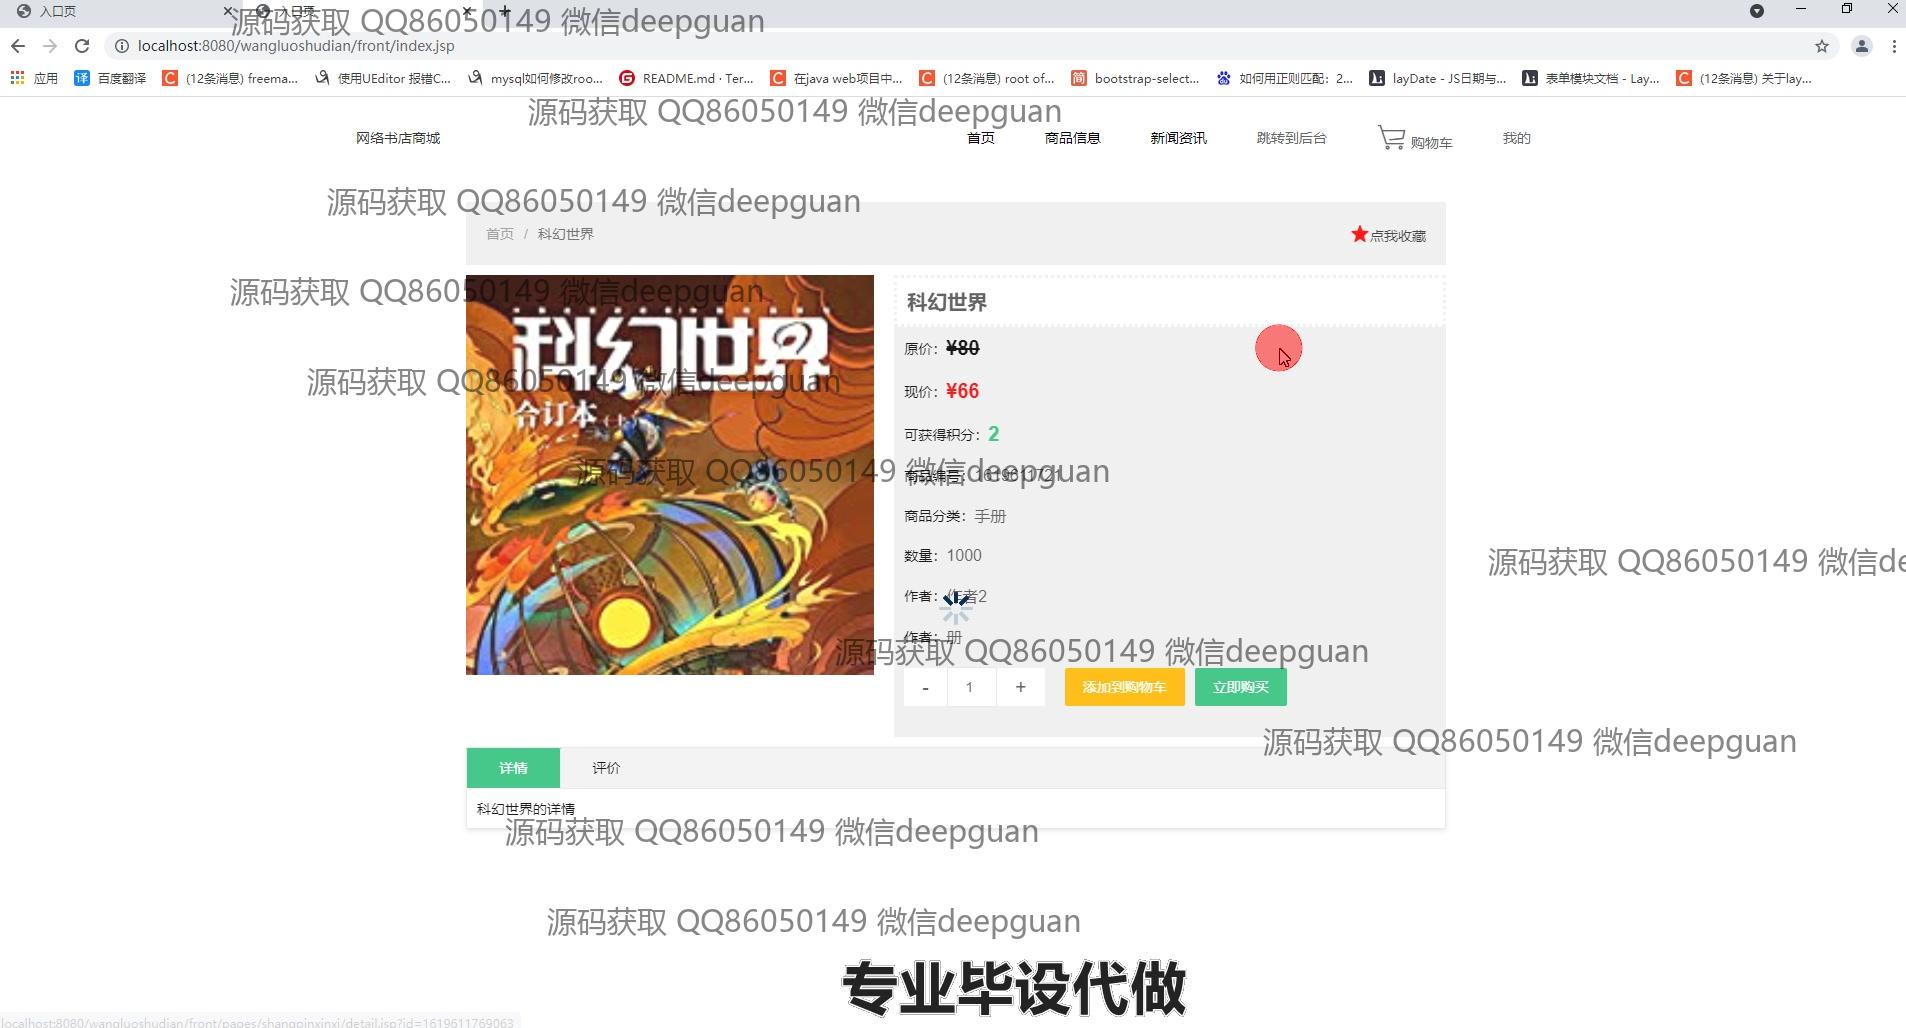 入口页
入口页
源码获取 QQ86050149 微信deepguan
localhost:8080/wangluoshudian/front/index.jsp
应用 百度翻译 (12条消息) freema... 使用UEditor 报错C... mysql如何修改roo... README.md · Ter... 在java web项目中... (12条消息) root of... bootstrap-select... 如何用正则匹配：2... layDate - JS日期与... 表单模块文档 - Lay... (12条消息) 关于lay...
源码获取 QQ86050149 微信deepguan
网络书店商城 首页 商品信息 新闻资讯 跳转到后台 购物车 我的
源码获取 QQ86050149 微信deepguan
首页 / 科幻世界 点我收藏
源码获取 QQ86050149 微信deepguan
科幻世界
合订本(上)
科幻世界
原价：¥80
源码获取 QQ86050149 微信deepguan
现价：¥66
可获得积分：2
源码获取 QQ86050149 微信deepguan
商品编号：1619611721
商品分类：手册
数量：1000
源码获取 QQ86050149 微信de
作者：作者2
作者：册
源码获取 QQ86050149 微信deepguan
- 1 + 添加到购物车 立即购买
源码获取 QQ86050149 微信deepguan
详情 评价
科幻世界的详情
源码获取 QQ86050149 微信deepguan
源码获取 QQ86050149 微信deepguan
专业毕设代做
localhost:8080/wangluoshudian/front/pages/shangpinxinxi/detail.jsp?id=1619611769063